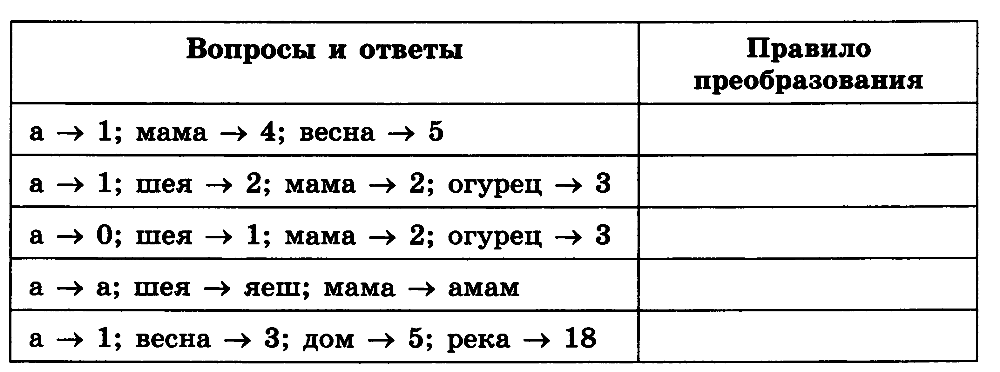 Вопросы и ответы
Правило
преобразования
а → 1; мама → 4; весна → 5
а → 1; шея → 2; мама → 2; огурец → 3
а → 0; шея → 1; мама → 2; огурец → 3
а → а; шея → яеш; мама → амам
а → 1; весна → 3; дом → 5; река → 18